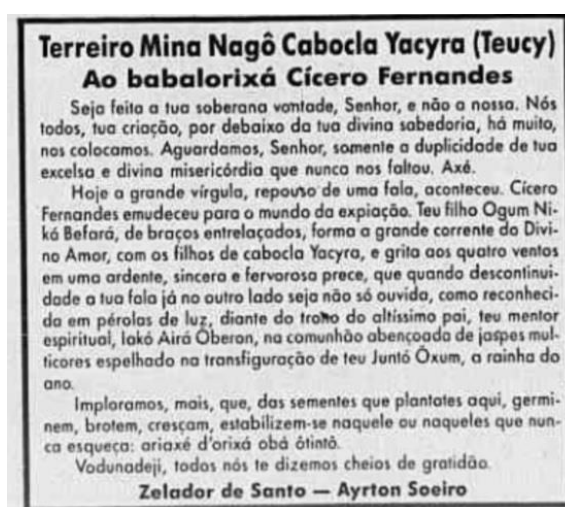 Terreiro Mina Nagô Cabocla Yacyra (Teucy)
Ao babalorixá Cícero Fernandes
Seja feita a tua soberana vontade, Senhor, e não a nossa. Nós
todos, tua criação, por debaixo da tua divina sabedoria, há muito,
nos colocamos. Aguardamos, Senhor, somente a duplicidade de tua
excelsa e divina misericórdia que nunca nos faltou. Axé.
Hoje a grande vírgula, repouso de uma fala, aconteceu. Cícero
Fernandes emudeceu para o mundo da expiação. Teu filho Ogum Ni-
ká Befará, de braços entrelaçados, forma a grande corrente do Divi-
no Amor, com os filhos de cabocla Yacyra, e grita aos quatro ventos
em uma ardente, sincera e fervorosa prece, que quando descontinui-
dade a tua fala já no outro lado seja não só ouvida, como reconheci-
da em pérolas de luz, diante do trono do altíssimo pai, teu mentor
espiritual, Iakó Airá Óberon, na comunhão abençoada de jaspes mul-
ticores espelhado na transfiguração de teu Juntó Óxum, a rainha do
ano.
Imploramos, mais, que, das sementes que plantates aqui, germi-
nem, brotem, cresçam, estabilizem-se naquele ou naqueles que nun-
ca esqueça: ariaxé d'orixá obá ótintô.
Vodunadeji, todos nós te dizemos cheios de gratidão.
Zelador de Santo — Ayrton Soeiro